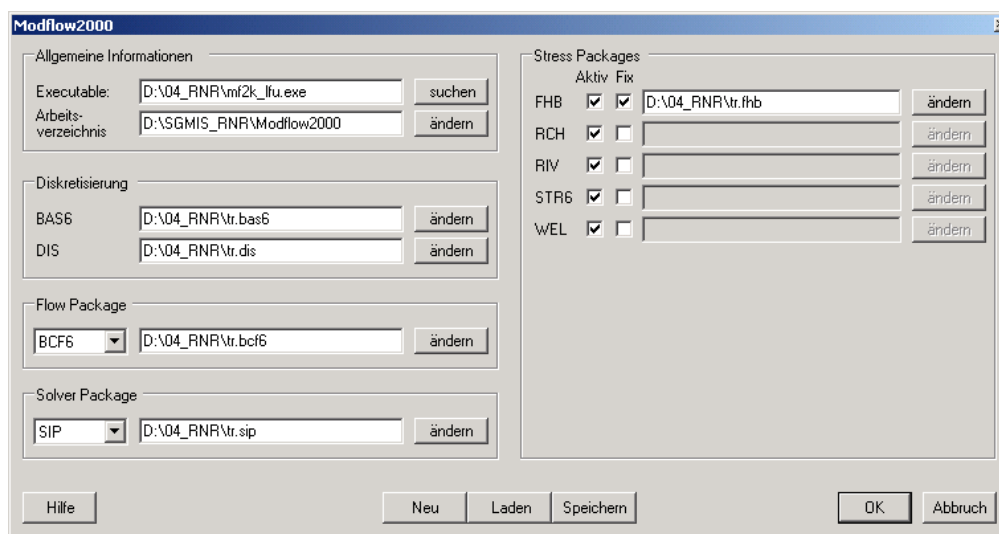 Modflow2000
Allgemeine Informationen
Executable: D:\04_RNR\mf2k_lfu.exe suchen
Arbeits-
verzeichnis D:\SGMIS_RNR\Modflow2000 ändern
Diskretisierung
BAS6 D:\04_RNR\tr.bas6 ändern
DIS D:\04_RNR\tr.dis ändern
Flow Package
BCF6 D:\04_RNR\tr.bcf6 ändern
Solver Package
SIP D:\04_RNR\tr.sip ändern
Stress Packages
Aktiv Fix
FHB D:\04_RNR\tr.fhb ändern
RCH ändern
RIV ändern
STR6 ändern
WEL ändern
Hilfe Neu Laden Speichern OK Abbruch